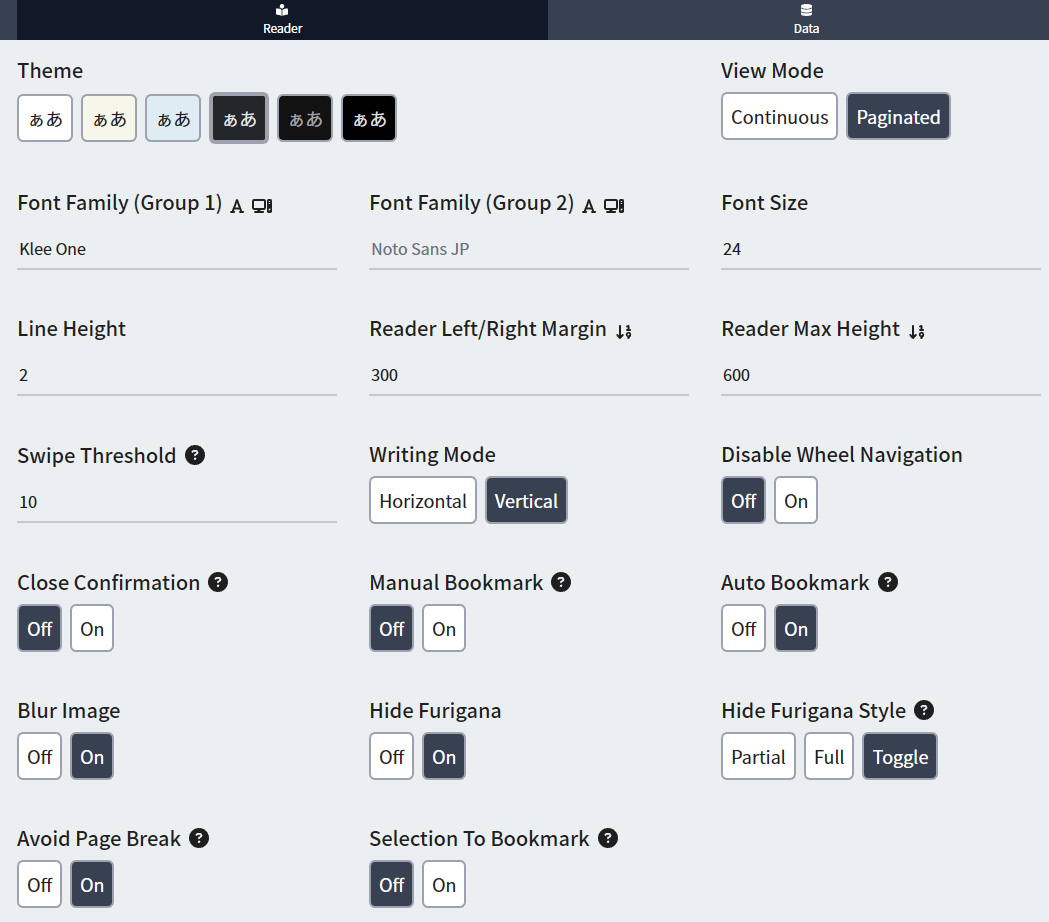 Reader
Data
Theme
View Mode
ぁあ ぁあ ぁあ ぁあ ぁあ ぁあ
Continuous Paginated
Font Family (Group 1)
Font Family (Group 2)
Font Size
Klee One
Noto Sans JP
24
Line Height
Reader Left/Right Margin
Reader Max Height
2
300
600
Swipe Threshold ?
Writing Mode
Disable Wheel Navigation
10
Horizontal Vertical
Off On
Close Confirmation ?
Manual Bookmark ?
Auto Bookmark ?
Off On
Off On
Off On
Blur Image
Hide Furigana
Hide Furigana Style ?
Off On
Off On
Partial Full Toggle
Avoid Page Break ?
Selection To Bookmark ?
Off On
Off On